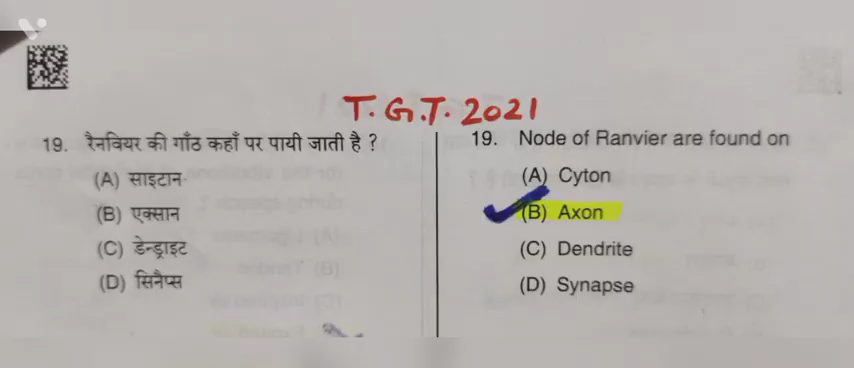 T. G. T. 2021
19. रैनवियर की गाँठ कहाँ पर पायी जाती है ?
(A) साइटान
(B) एक्सान
(C) डेन्ड्राइट
(D) सिनैप्स
19. Node of Ranvier are found on
(A) Cyton
(B) Axon
(C) Dendrite
(D) Synapse